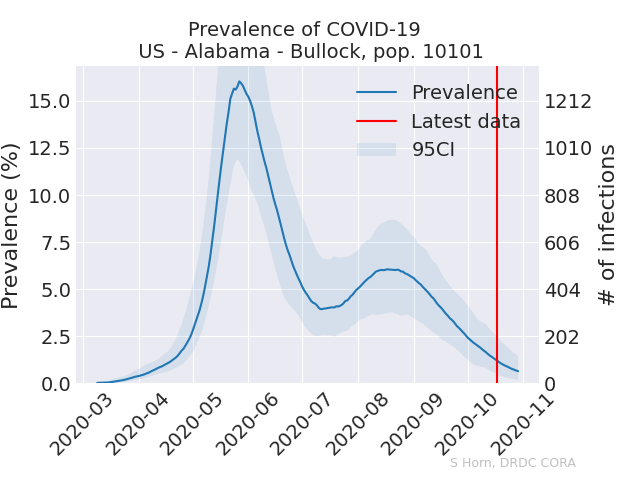 Prevalence of COVID-19
US - Alabama - Bullock, pop. 10101
Prevalence (%)
15.0
12.5
10.0
7.5
5.0
2.5
0.0
Prevalence
Latest data
95CI
1212
1010
808
606
404
202
0
# of infections
2020-03
2020-04
2020-05
2020-06
2020-07
2020-08
2020-09
2020-10
2020-11
S Horn, DRDC CORA